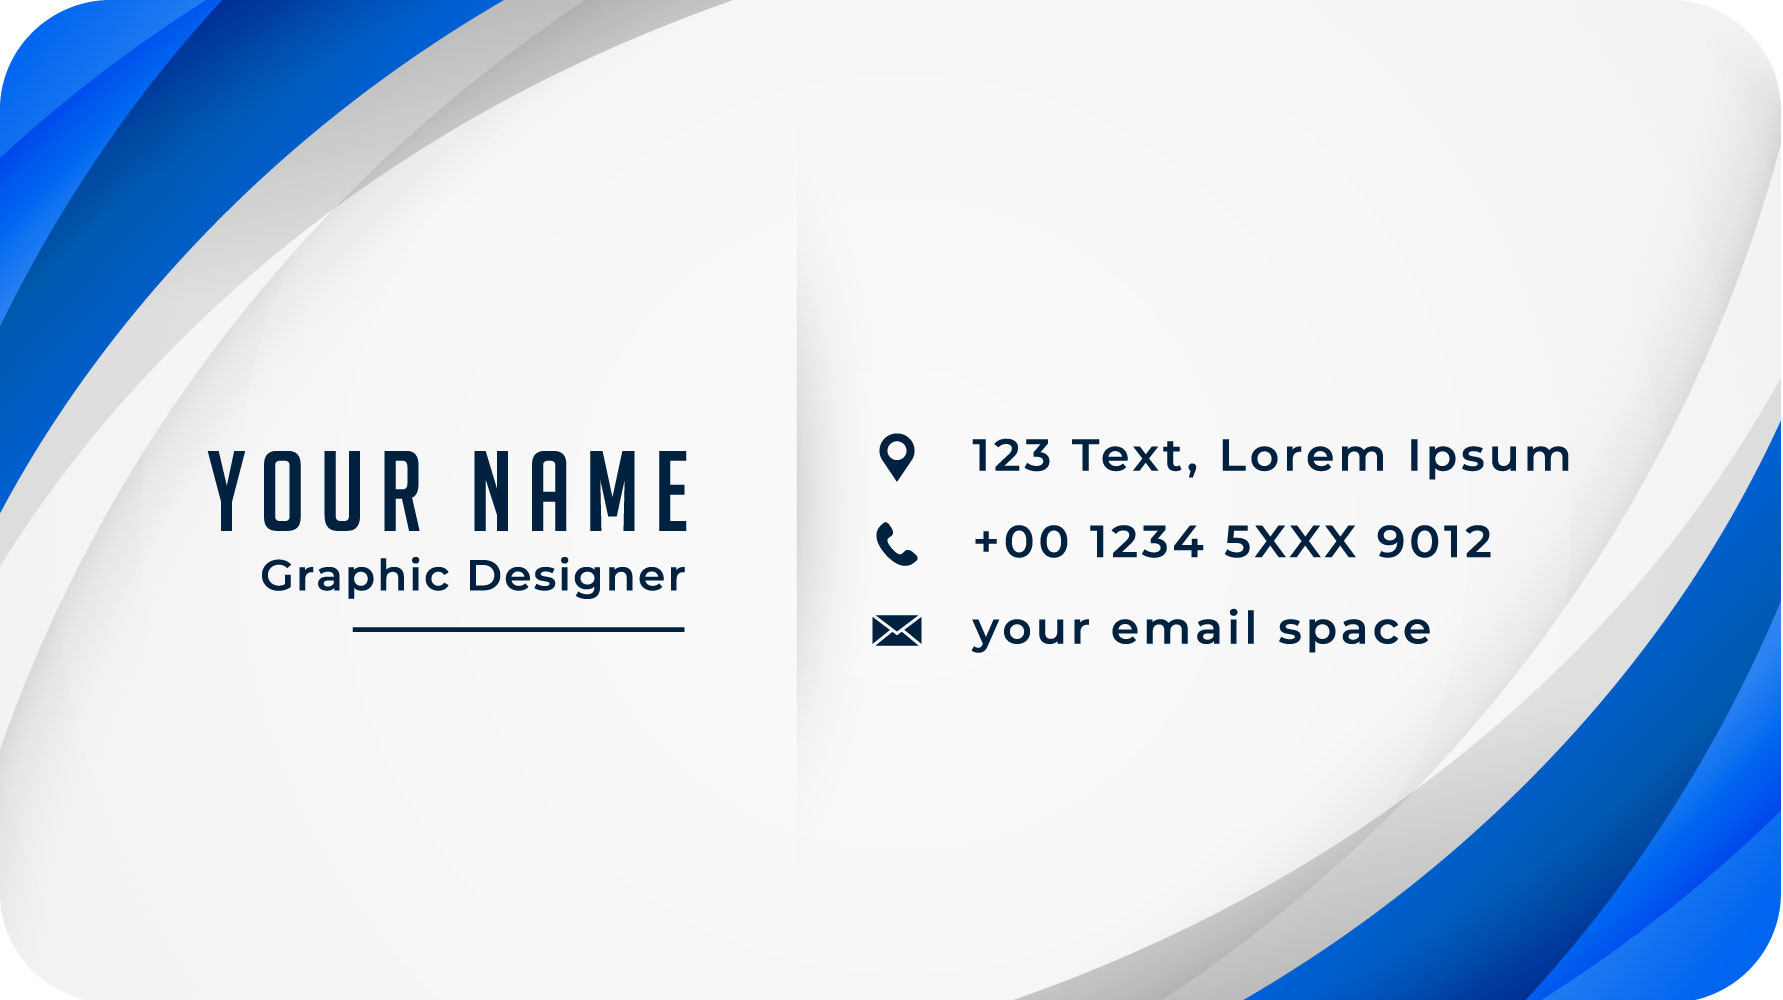 YOUR NAME
Graphic Designer
123 Text, Lorem Ipsum
+00 1234 5XXX 9012
your email space